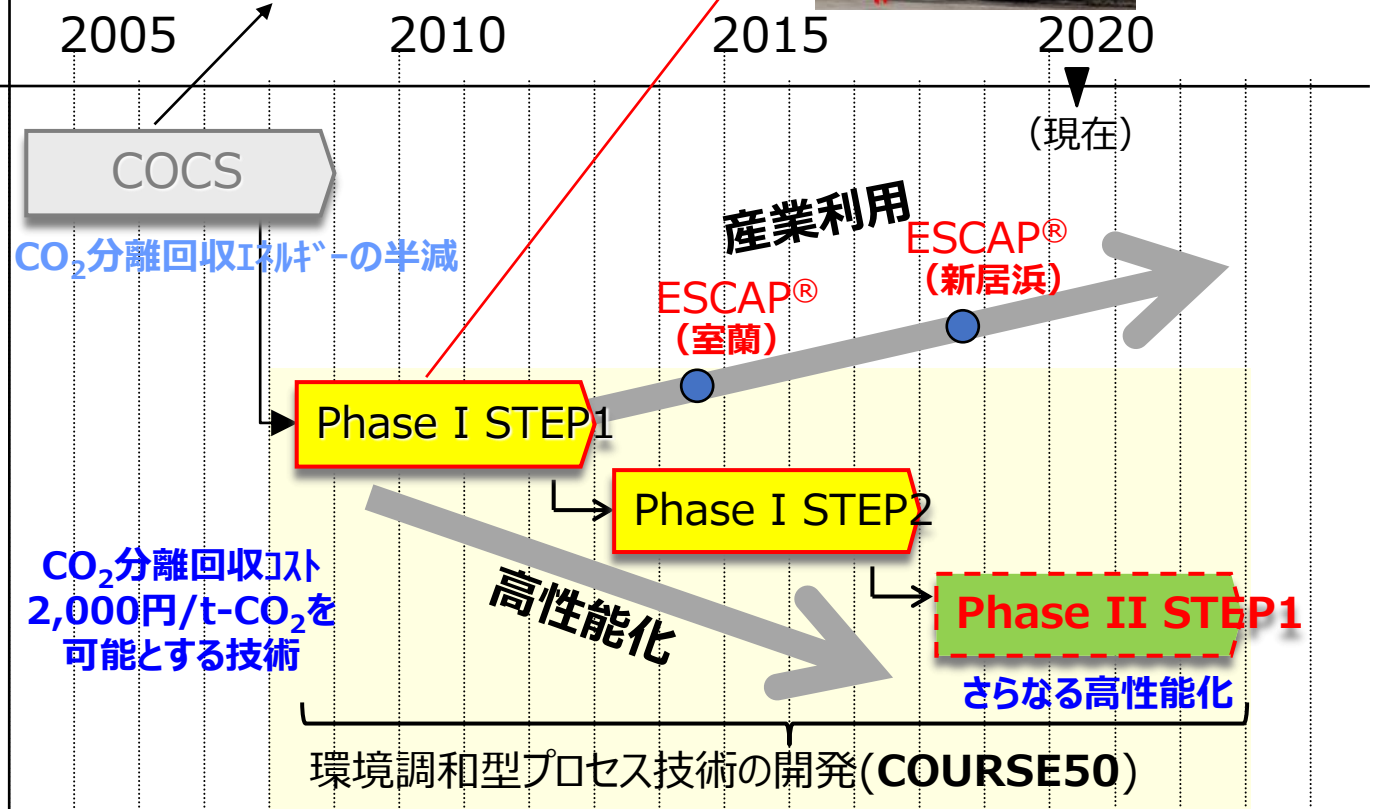 2005 2010 2015 2020
(現在)
COCS
CO₂分離回収ｴﾈﾙｷﾞｰの半減
産業利用
ESCAP®
(新居浜)
ESCAP®
(室蘭)
Phase I STEP1
Phase I STEP2
高性能化
CO₂分離回収ｺｽﾄ
2,000円/t-CO₂を
可能とする技術
Phase II STEP1
さらなる高性能化
環境調和型プロセス技術の開発(COURSE50)